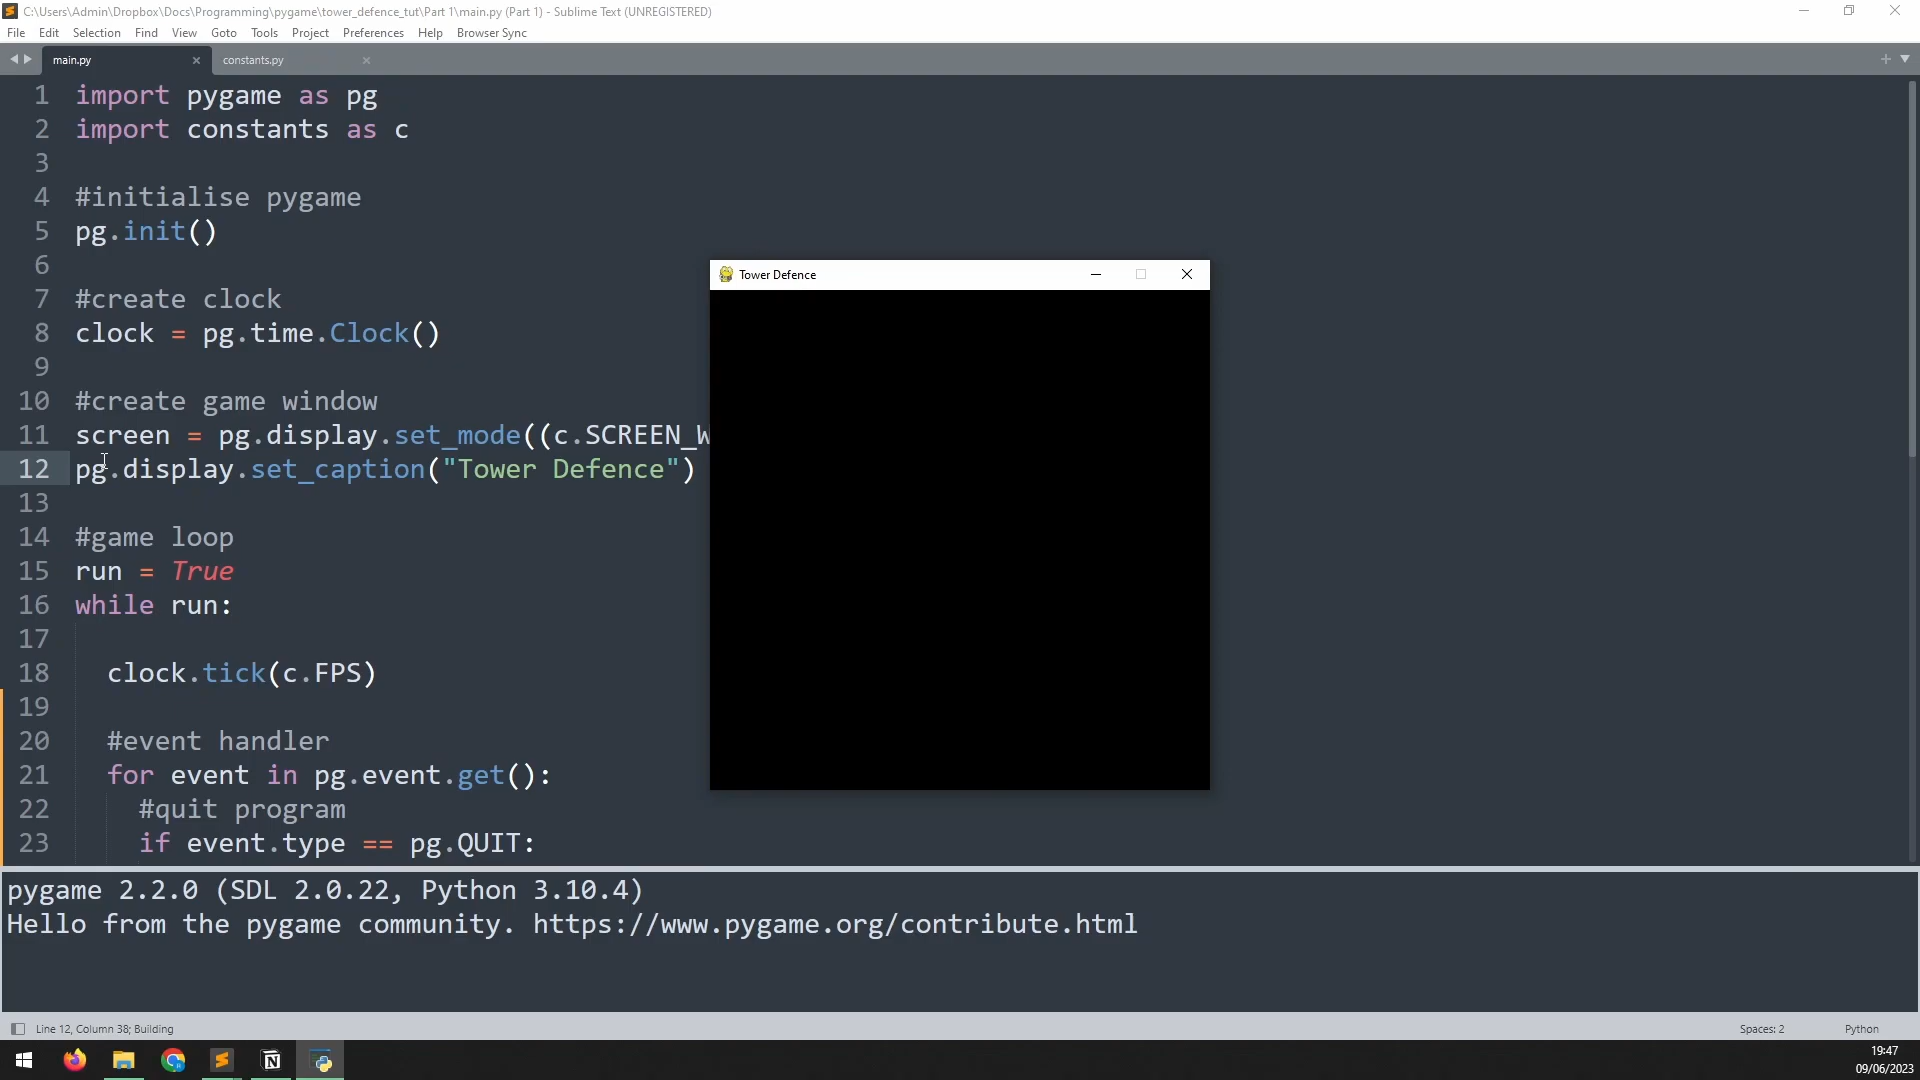 C:\Users\Admin\Dropbox\Docs\Programming\pygame\tower_defence_tut\Part 1\main.py (Part 1) - Sublime Text (UNREGISTERED)
File Edit Selection Find View Goto Tools Project Preferences Help Browser Sync
main.py constants.py
1 import pygame as pg
2 import constants as c
3
4 #initialise pygame
5 pg.init()
6
7 #create clock
8 clock = pg.time.Clock()
9
10 #create game window
11 screen = pg.display.set_mode((c.SCREEN_W
12 pg.display.set_caption("Tower Defence")
13
14 #game loop
15 run = True
16 while run:
17
18 clock.tick(c.FPS)
19
20 #event handler
21 for event in pg.event.get():
22 #quit program
23 if event.type == pg.QUIT:
Tower Defence
pygame 2.2.0 (SDL 2.0.22, Python 3.10.4)
Hello from the pygame community. https://www.pygame.org/contribute.html
Line 12, Column 38; Building Spaces: 2 Python
19:47
09/06/2023